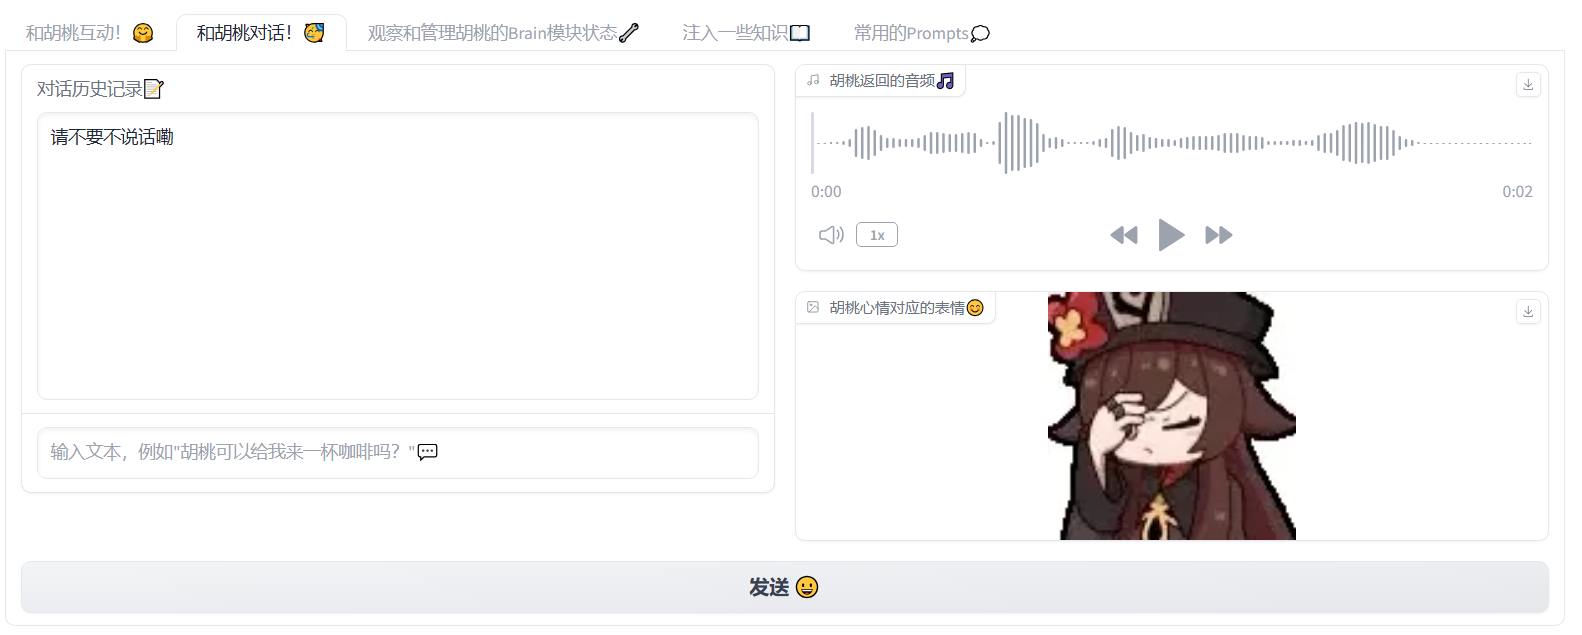 和胡桃互动！🤗
和胡桃对话！🥳
观察和管理胡桃的Brain模块状态🔧
注入一些知识📖
常用的Prompts💭
对话历史记录📝
请不要不说话嘞
输入文本，例如"胡桃可以给我来一杯咖啡吗？"💬
胡桃返回的音频🎵
0:00
0:02
1x
胡桃心情对应的表情😊
发送 😀